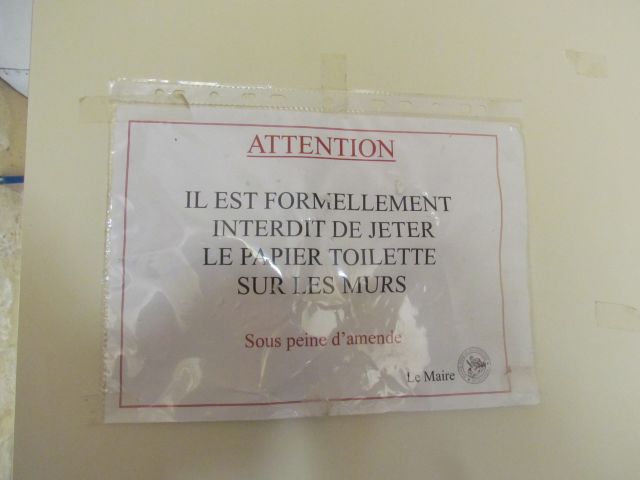 ATTENTION
IL EST FORMELLEMENT
INTERDIT DE JETER
LE PAPIER TOILETTE
SUR LES MURS
Sous peine d'amende
Le Maire